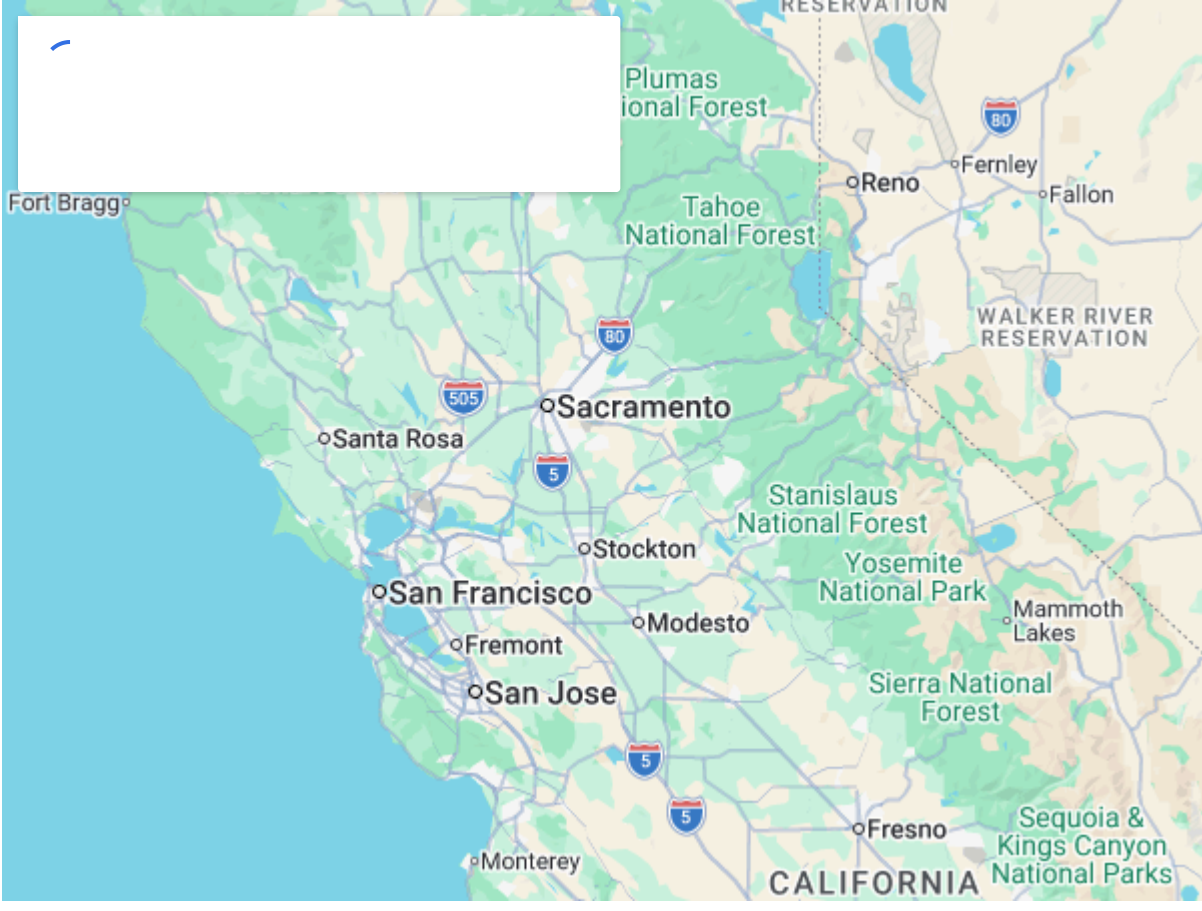 RESERVATION
Plumas
ional Forest
80
Fernley
Reno
Fallon
Fort Bragg
Tahoe
National Forest
WALKER RIVER
RESERVATION
80
505
Sacramento
Santa Rosa
5
Stanislaus
National Forest
Stockton
Yosemite
National Park
San Francisco
Mammoth
Lakes
Modesto
Fremont
Sierra National
Forest
San Jose
5
5
Sequoia &
Kings Canyon
National Parks
Fresno
Monterey
CALIFORNIA